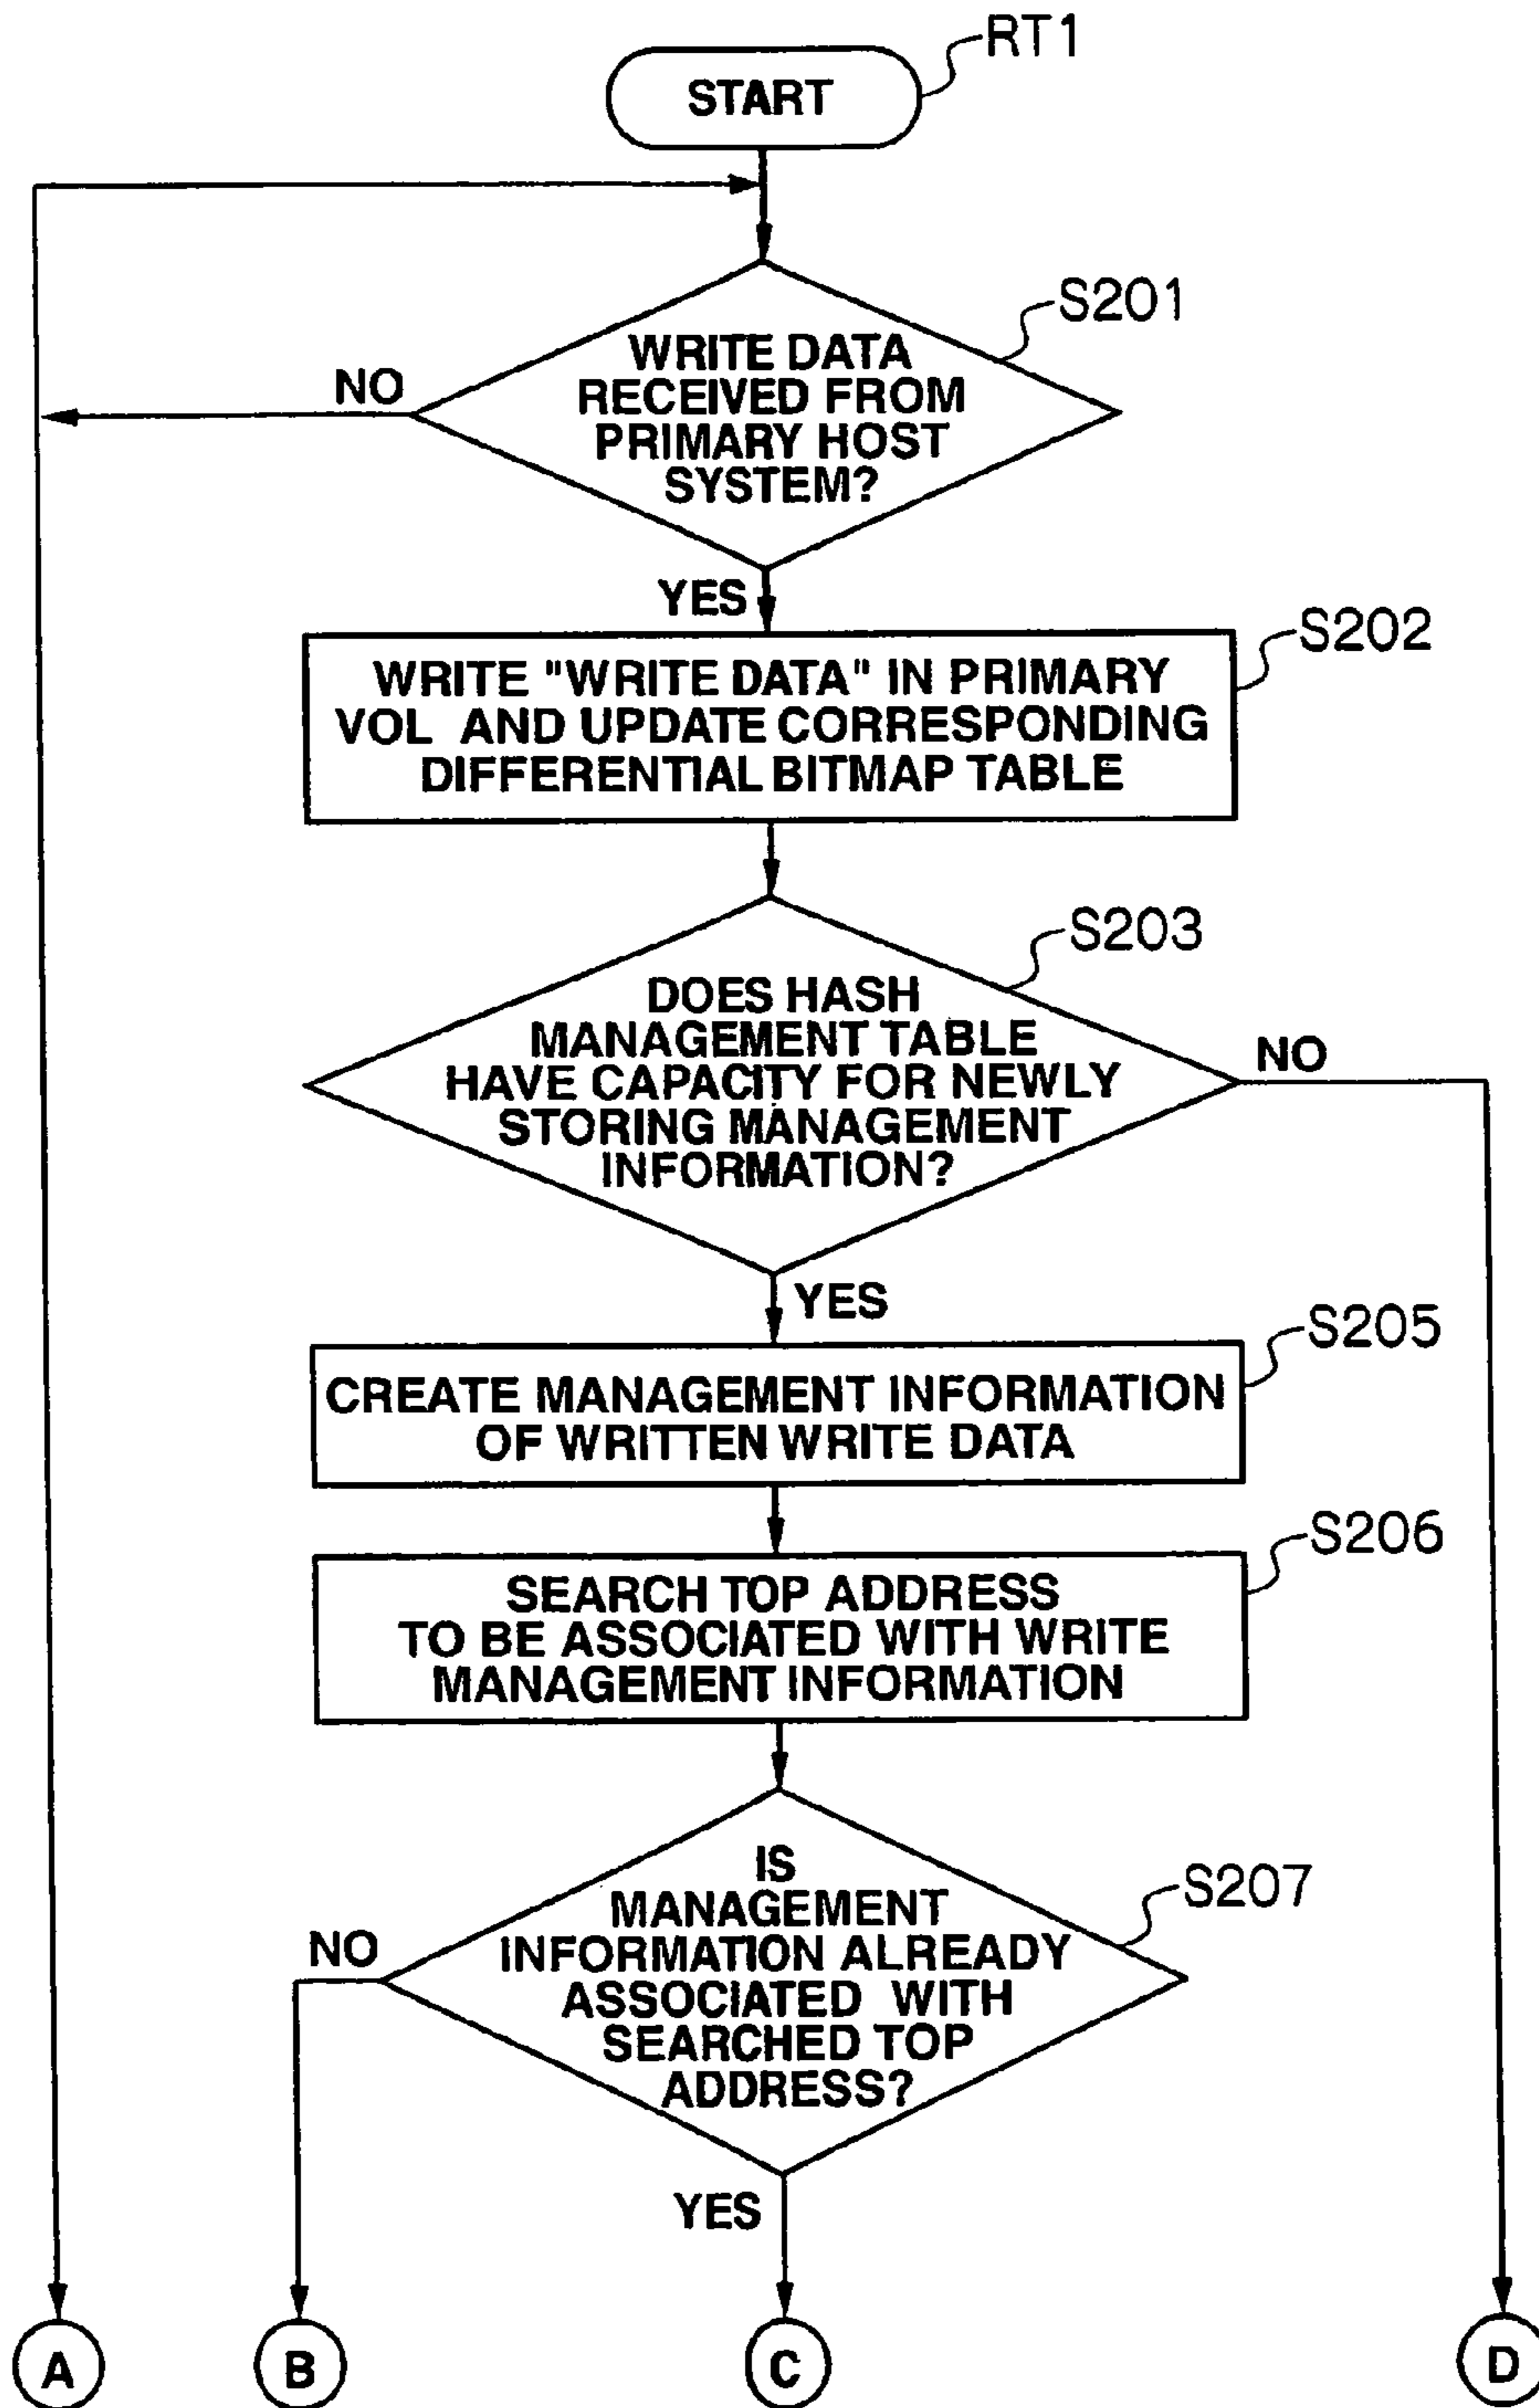 RT1
START
S201
WRITE DATA
RECEIVED FROM
PRIMARY HOST
SYSTEM?
NO
YES
S202
WRITE "WRITE DATA" IN PRIMARY
VOL AND UPDATE CORRESPONDING
DIFFERENTIAL BITMAP TABLE
S203
DOES HASH
MANAGEMENT TABLE
HAVE CAPACITY FOR NEWLY
STORING MANAGEMENT
INFORMATION?
NO
YES
S205
CREATE MANAGEMENT INFORMATION
OF WRITTEN WRITE DATA
S206
SEARCH TOP ADDRESS
TO BE ASSOCIATED WITH WRITE
MANAGEMENT INFORMATION
S207
IS
MANAGEMENT
INFORMATION ALREADY
ASSOCIATED WITH
SEARCHED TOP
ADDRESS?
NO
YES
A
B
C
D